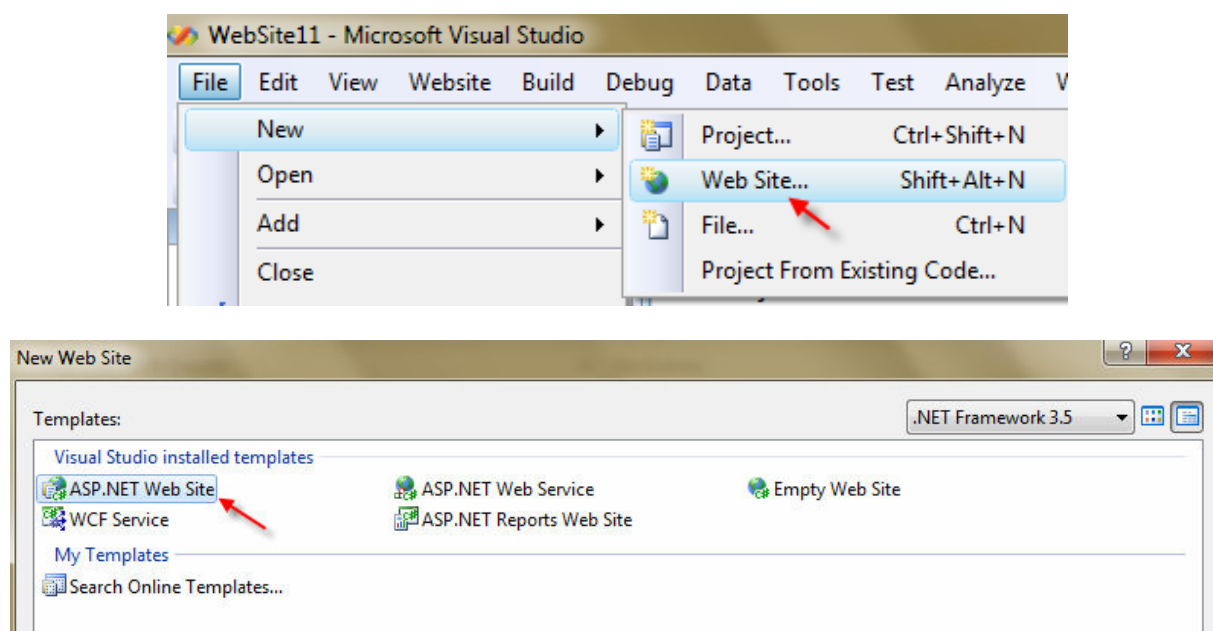 WebSite11 - Microsoft Visual Studio
File Edit View Website Build Debug Data Tools Test Analyze
New Project... Ctrl+Shift+N
Open Web Site... Shift+Alt+N
Add File... Ctrl+N
Close Project From Existing Code...
New Web Site
Templates: .NET Framework 3.5
Visual Studio installed templates
ASP.NET Web Site ASP.NET Web Service Empty Web Site
WCF Service ASP.NET Reports Web Site
My Templates
Search Online Templates...